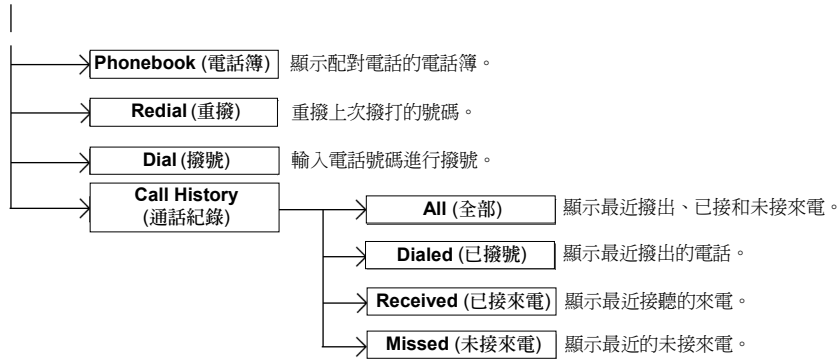 Phonebook (電話簿) 顯示配對電話的電話簿。
Redial (重撥) 重撥上次撥打的號碼。
Dial (撥號) 輸入電話號碼進行撥號。
Call History
(通話紀錄)
All (全部) 顯示最近撥出、已接和未接來電。
Dialed (已撥號) 顯示最近撥出的電話。
Received (已接來電) 顯示最近接聽的來電。
Missed (未接來電) 顯示最近的未接來電。